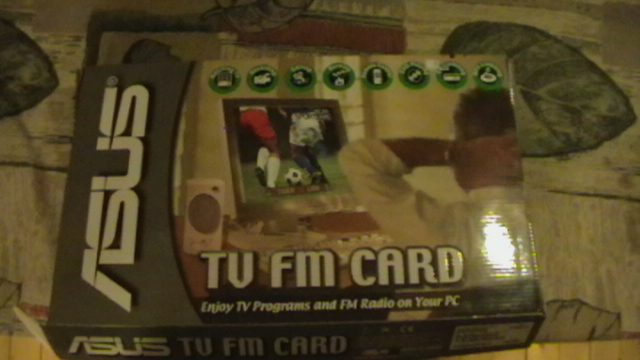 ASUS
TV FM CARD
Enjoy TV Programs and FM Radio on Your PC
ASUS TV FM CARD